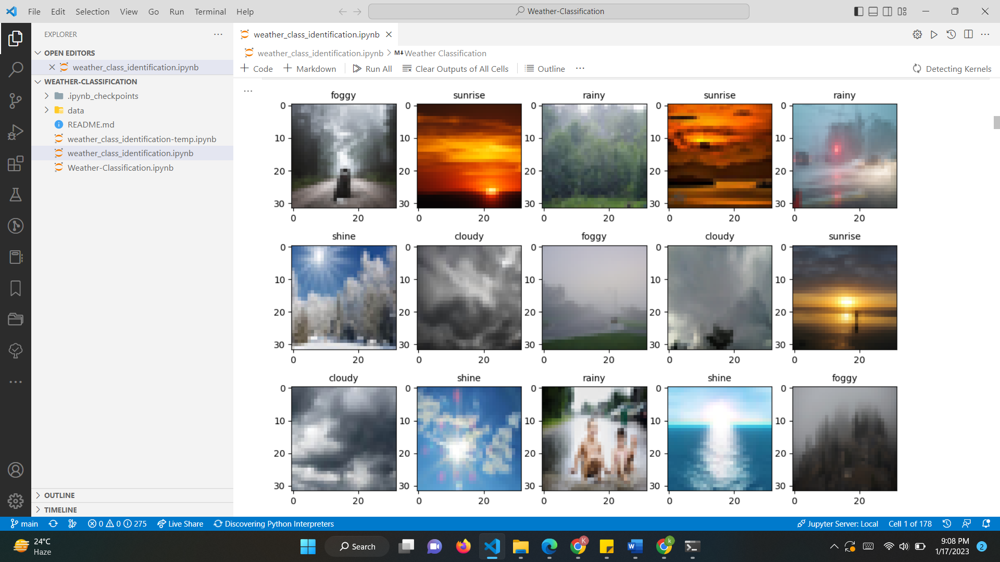 File Edit Selection View Go Run Terminal Help
Weather-Classification
EXPLORER
OPEN EDITORS
weather_class_identification.ipynb
WEATHER-CLASSIFICATION
.ipynb_checkpoints
data
README.md
weather_class_identification-temp.ipynb
weather_class_identification.ipynb
Weather-Classification.ipynb
OUTLINE
TIMELINE
weather_class_identification.ipynb
weather_class_identification.ipynb > M↓ Weather Classification
+ Code + Markdown Run All Clear Outputs of All Cells Outline ...
Detecting Kernels
foggy sunrise rainy sunrise rainy
0 0 0 0 0
10 10 10 10 10
20 20 20 20 20
30 30 30 30 30
0 20 0 20 0 20 0 20 0 20
shine cloudy foggy cloudy sunrise
0 0 0 0 0
10 10 10 10 10
20 20 20 20 20
30 30 30 30 30
0 20 0 20 0 20 0 20 0 20
cloudy shine rainy shine foggy
0 0 0 0 0
10 10 10 10 10
20 20 20 20 20
30 30 30 30 30
0 20 0 20 0 20 0 20 0 20
main 0 0 275 Live Share Discovering Python Interpreters
Jupyter Server: Local Cell 1 of 178
24°C
Haze
Search
K
W
k
9:08 PM
1/17/2023
2